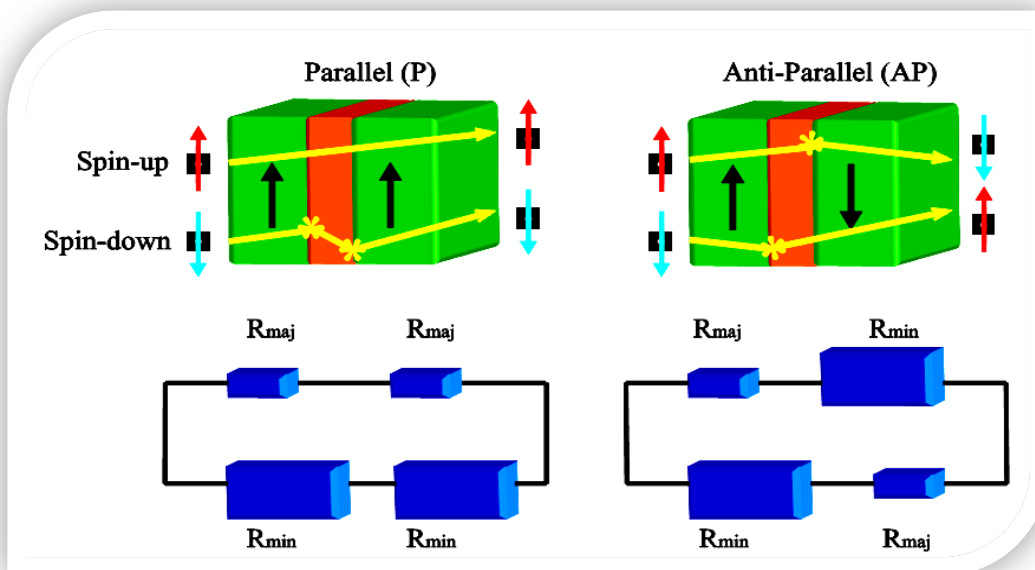 Parallel (P)
Anti-Parallel (AP)
Spin-up
Spin-down
Rmaj
Rmaj
Rmaj
Rmin
Rmin
Rmin
Rmin
Rmaj